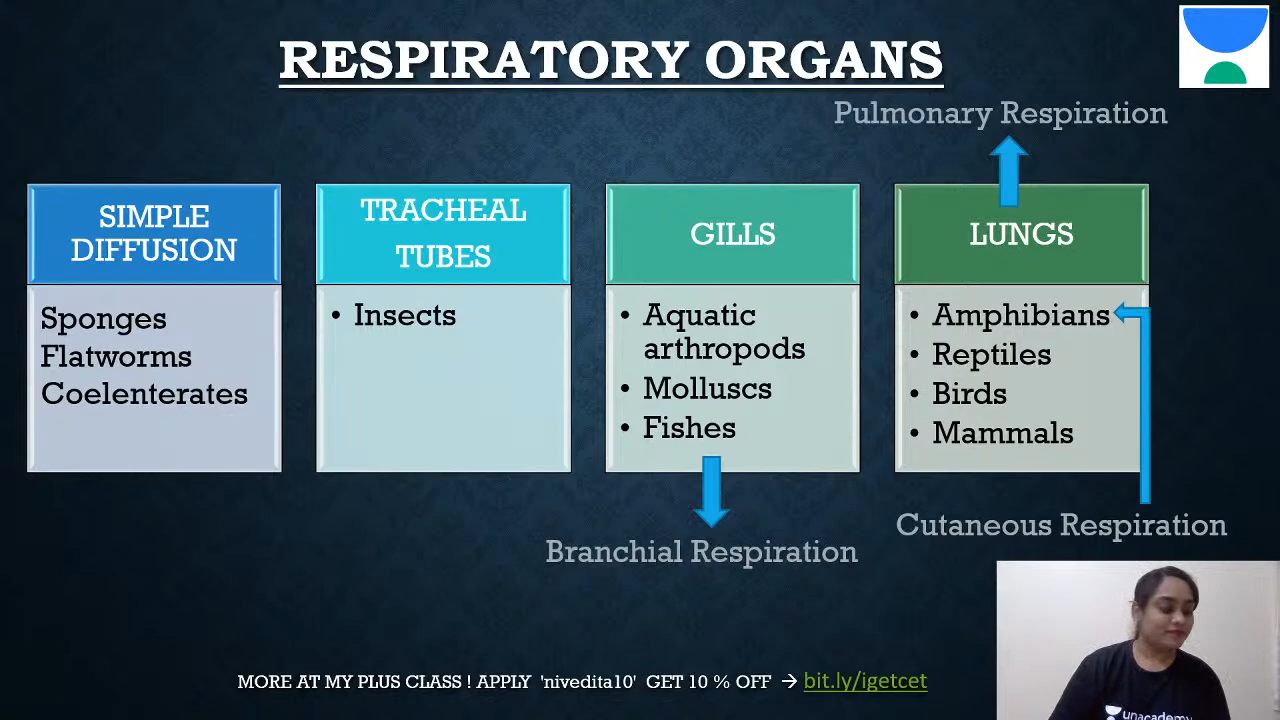 RESPIRATORY ORGANS
Pulmonary Respiration
SIMPLE
DIFFUSION
Sponges
Flatworms
Coelenterates
TRACHEAL
TUBES
• Insects
GILLS
• Aquatic
arthropods
• Molluscs
• Fishes
Branchial Respiration
LUNGS
• Amphibians
• Reptiles
• Birds
• Mammals
Cutaneous Respiration
MORE AT MY PLUS CLASS ! APPLY 'nivedita10' GET 10 % OFF → bit.ly/igetcet
unacademy